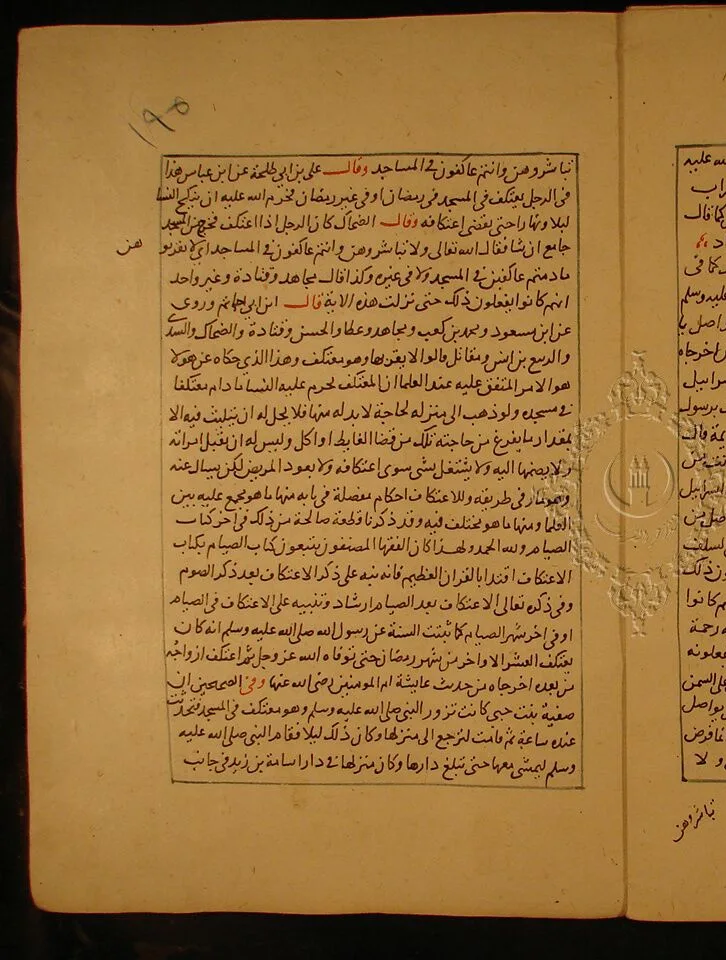 ١٩٥
تباشروهن وانتم عاكفون في المساجد وقال علي بن ابي طلحة عن ابن عباس هذا
في الرجل يعتكف في المسجد في رمضان او في غير رمضان فحرم الله عليه ان ينكح النسا
ليلا ونهارا حتى يقضي اعتكافه وقال الضحاك كان الرجل اذا اعتكف فخرج من المسجد
جامع ان شا فقال الله تعالى ولا تباشروهن وانتم عاكفون في المساجد اي لا تقربو
هن
ما دمتم عاكفين في المسجد ولا في غيره وكذا قال مجاهد وقتادة وغير واحد
انهم كانوا يفعلون ذلك حتى نزلت هذه الاية قال ابن ابي حاتم وروي
عن ابن مسعود ومحمد بن كعب ومجاهد وعطا والحسن وقتادة والضحاك والسدي
والربيع بن انس ومقاتل قالوا لا يقربها وهو معتكف وهذا الذي حكاه عن هولا
هو الامر المتفق عليه عند العلما ان المعتكف يحرم عليه النسا ما دام معتكفا
في مسجده ولو ذهب الى منزله لحاجة لا بد له منها فلا يحل له ان يتلبث فيه الا
بمقدار ما يفرغ من حاجته تلك من قضا الغايط او اكل وليس له ان يقبل امراته
ولا يضمها اليه ولا يشتغل بشي سوى اعتكافه ولا يعود المريض لكن يسال عنه
وهو مار في طريقه وللاعتكاف احكام مفصلة في بابه منها ما هو مجمع عليه بين
العلما ومنها ما هو مختلف فيه وقد ذكرنا قطعة صالحة من ذلك في اخر كتاب
الصيام ولله الحمد ولهذا كان الفقها المصنفون يتبعون كتاب الصيام بكتاب
الاعتكاف اقتدا بالقران العظيم فانه نبه على ذكر الاعتكاف بعد ذكر الصوم
وفي ذكره تعالى الاعتكاف بعد الصيام ارشاد وتنبيه على الاعتكاف في الصيام
او في اخر شهر الصيام كما ثبتت السنة عن رسول الله صلى الله عليه وسلم انه كان
يعتكف العشر الاواخر من شهر رمضان حتى توفاه الله عز وجل ثم اعتكف ازواجه
من بعده اخرجاه من حديث عايشة ام المومنين رضي الله عنها وفي الصحيحين ان
صفية بنت حيي كانت تزور النبي صلى الله عليه وسلم وهو معتكف في المسجد فتحدثت
عنده ساعة ثم قامت لترجع الى منزلها وكان ذلك ليلا فقام النبي صلى الله عليه
وسلم ليمشي معها حتى تبلغ دارها وكان منزلها في دار اسامة بن زيد في جانب
تباشروهن